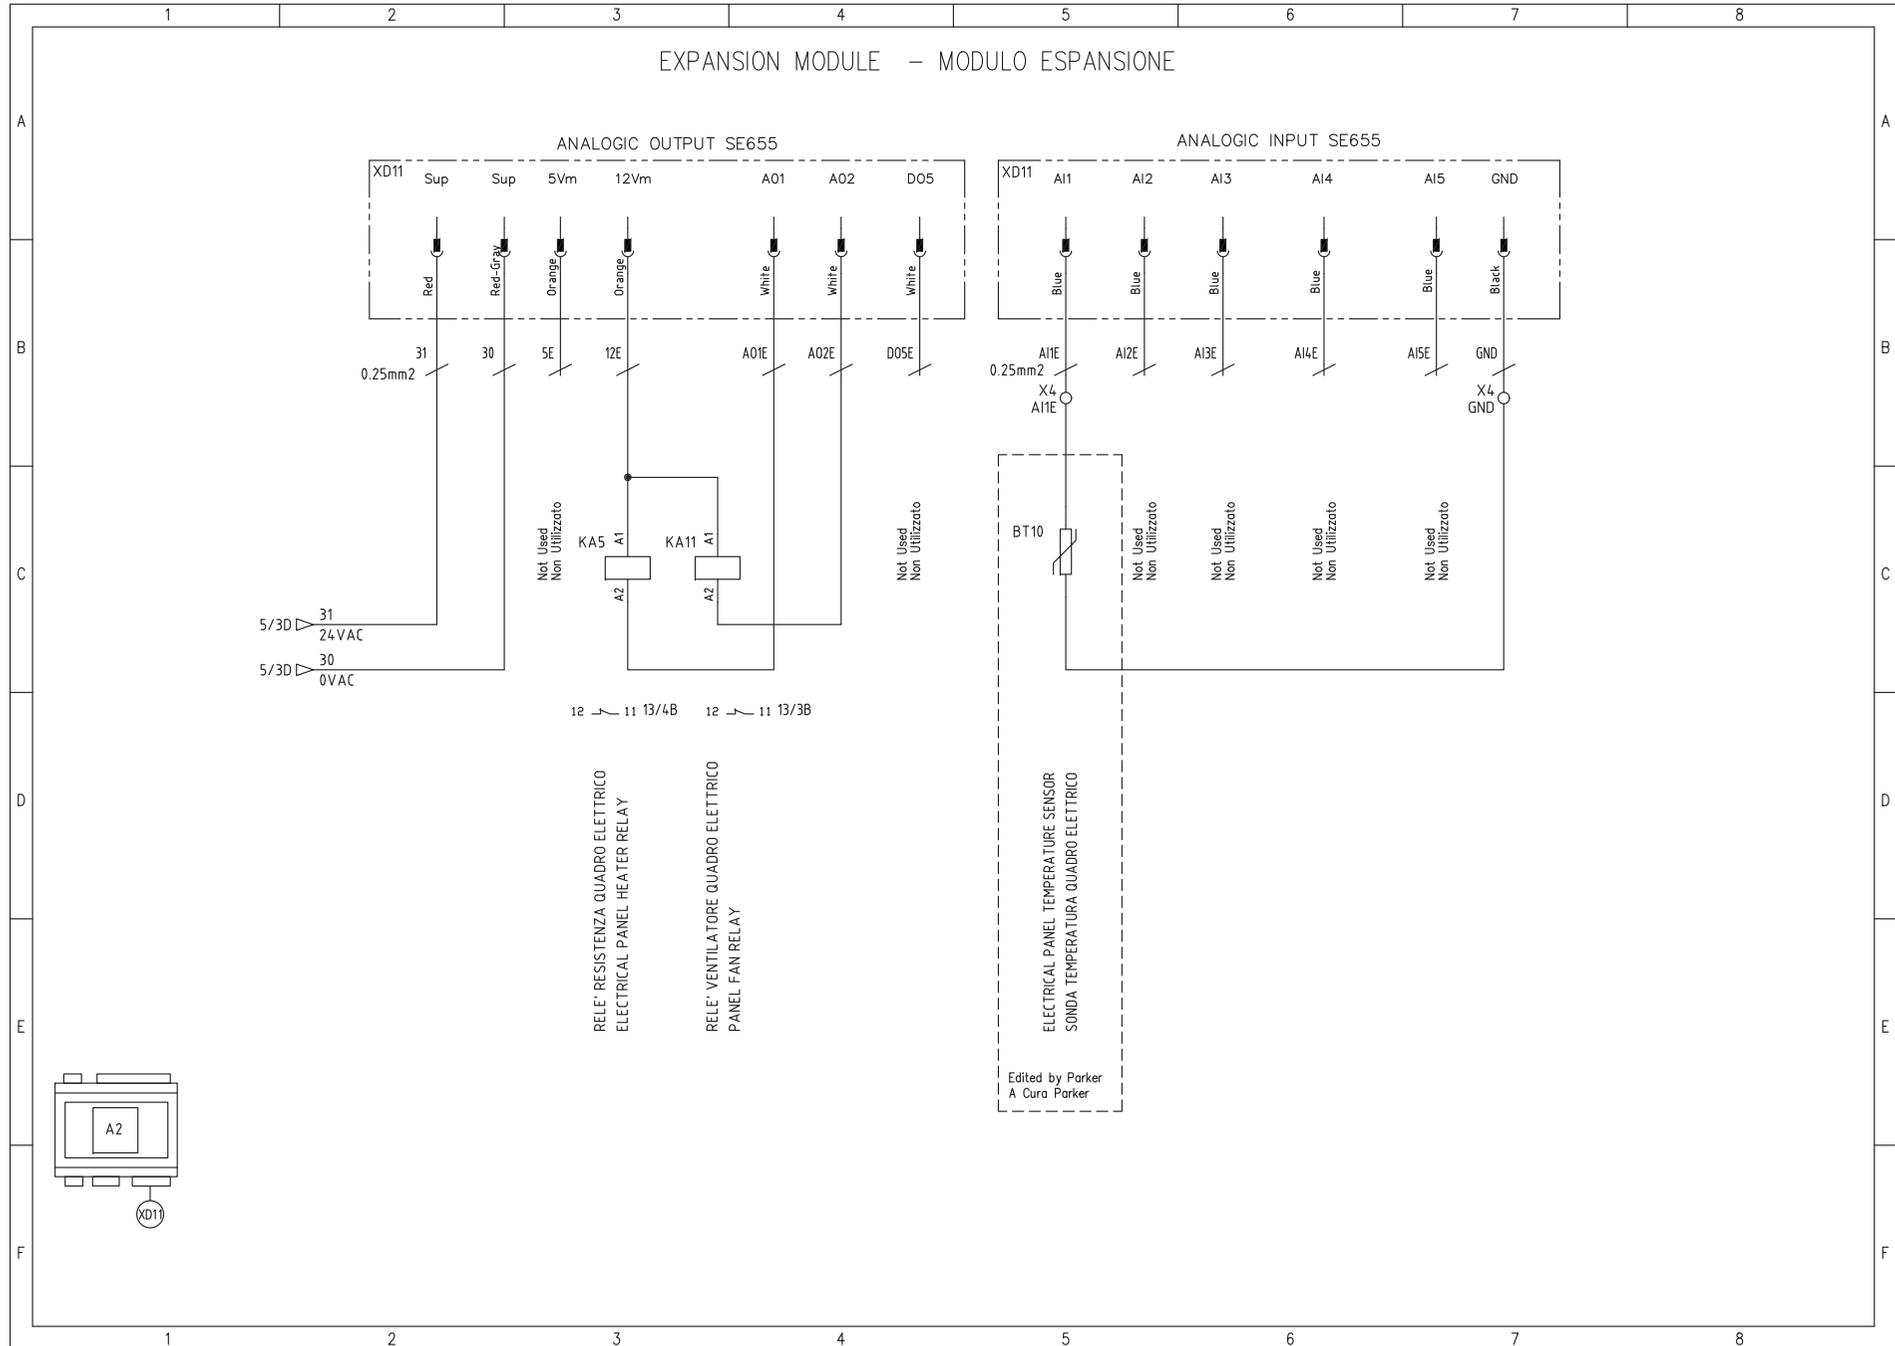 1 2 3 4 5 6 7 8
EXPANSION MODULE - MODULO ESPANSIONE
A A
ANALOGIC OUTPUT SE655
ANALOGIC INPUT SE655
XD11 Sup Sup 5Vm 12Vm AO1 AO2 DO5
XD11 AI1 AI2 AI3 AI4 AI5 GND
Red Red-Gray Orange Orange White White White
Blue Blue Blue Blue Blue Black
B B
31 30 5E 12E AO1E AO2E DO5E
0.25mm2
AI1E AI2E AI3E AI4E AI5E GND
0.25mm2
X4
AI1E
X4
GND
C C
Not Used
Non Utilizzato
KA5 A1 A2
KA11 A1 A2
Not Used
Non Utilizzato
BT10
Not Used
Non Utilizzato
Not Used
Non Utilizzato
Not Used
Non Utilizzato
Not Used
Non Utilizzato
5/3D 31
24VAC
5/3D 30
0VAC
12 11 13/4B
12 11 13/3B
D D
RELE' RESISTENZA QUADRO ELETTRICO
ELECTRICAL PANEL HEATER RELAY
RELE' VENTILATORE QUADRO ELETTRICO
PANEL FAN RELAY
ELECTRICAL PANEL TEMPERATURE SENSOR
SONDA TEMPERATURA QUADRO ELETTRICO
E E
Edited by Parker
A Cura Parker
A2
XD11
F F
1 2 3 4 5 6 7 8